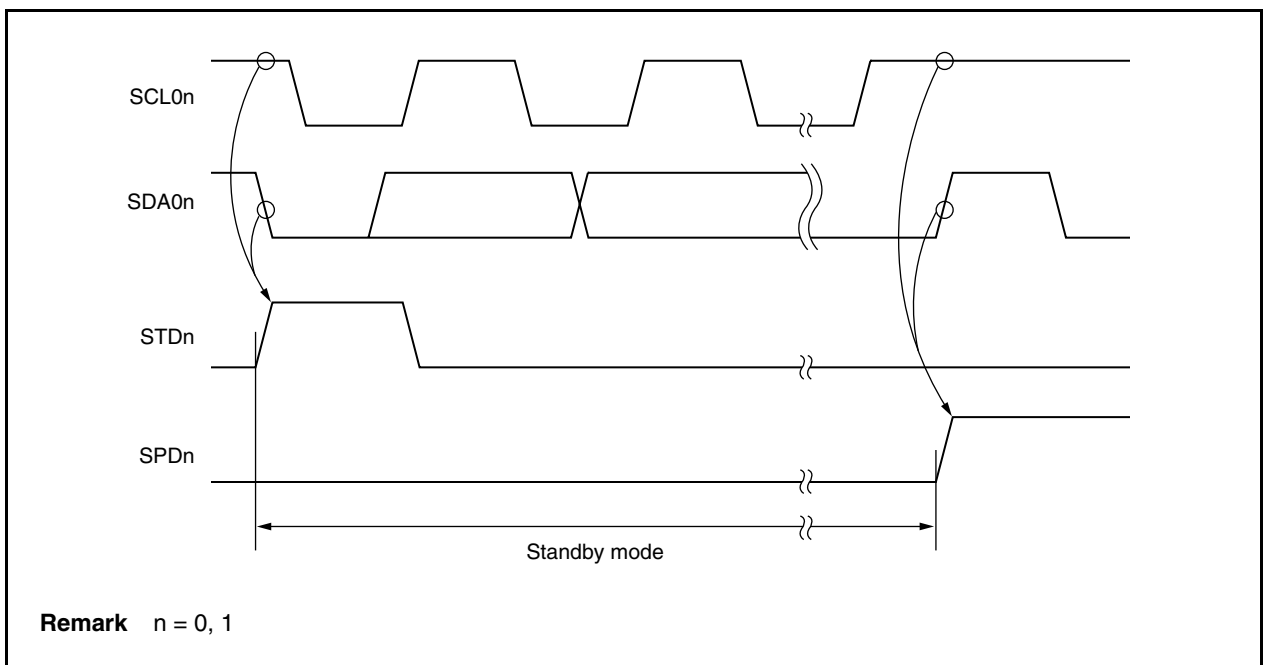 SCL0n
SDA0n
STDn
SPDn
Standby mode
Remark n = 0, 1